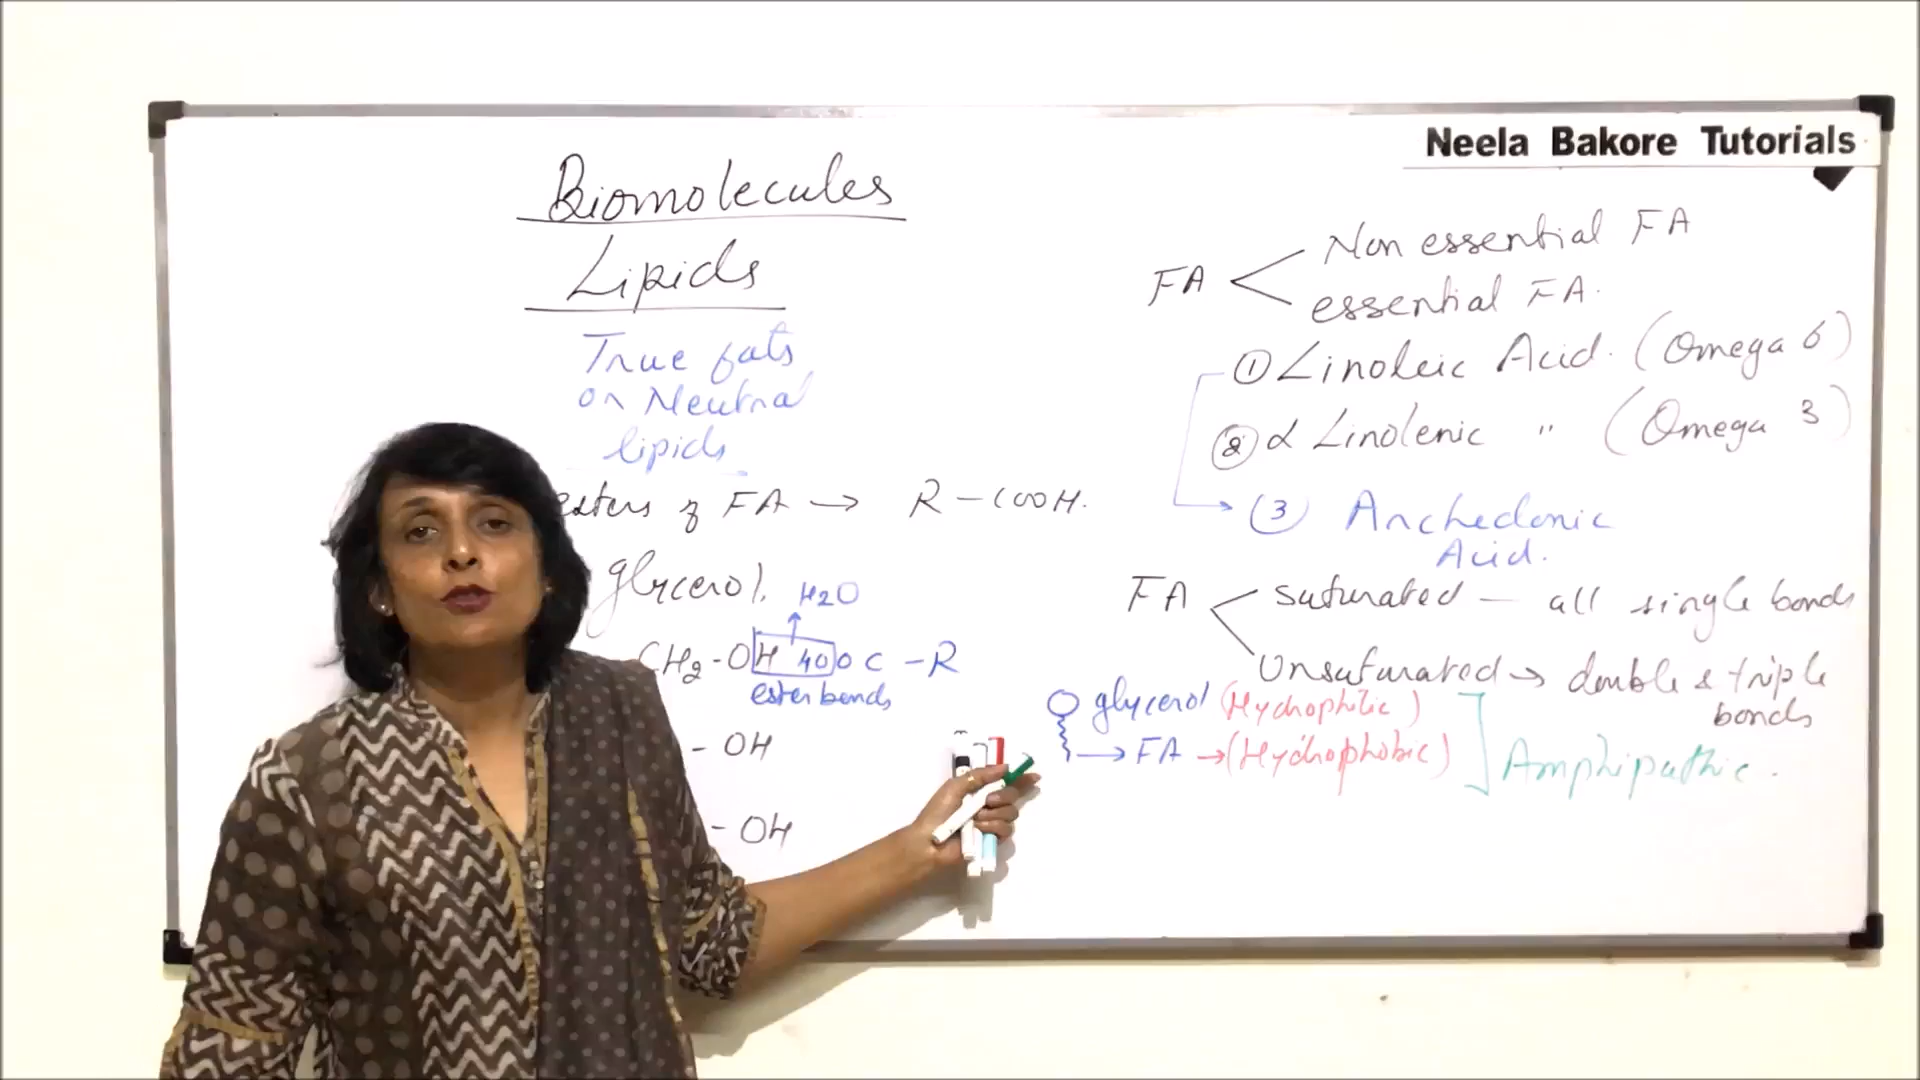 Neela Bakore Tutorials
Biomolecules
Lipids
True fats
or Neutral
lipids
esters of FA → R-COOH.
glycerol.
H2O
CH2-OH HOOC-R
ester bonds
-OH
-OH
FA
Non essential FA
essential FA.
① Linoleic Acid. (Omega 6)
② α Linolenic " (Omega 3)
③ Archedonic
Acid.
FA
Saturated - all single bonds
Unsaturated → double & triple
bonds
glycerol (Hydrophilic)
→ FA → (Hydrophobic)
Amphipathic.